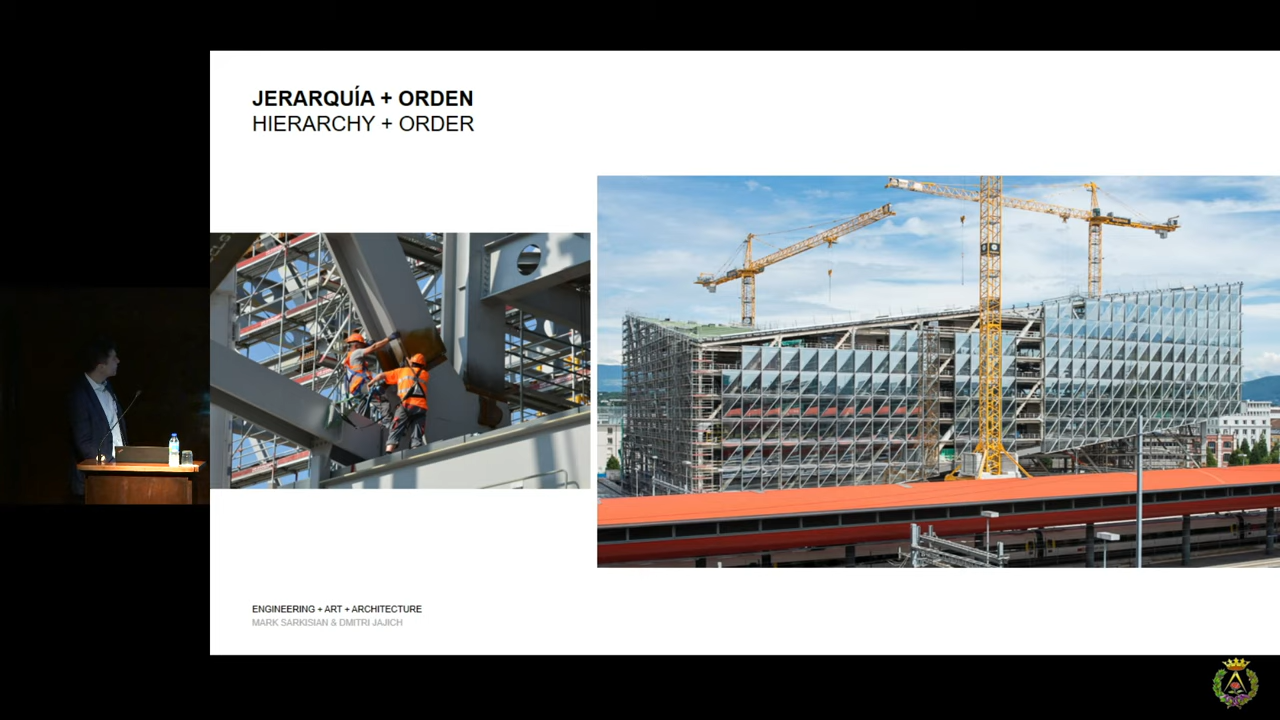 JERARQUÍA + ORDEN
HIERARCHY + ORDER
ENGINEERING + ART + ARCHITECTURE
MARK SARKISIAN & DMITRI JAJICH